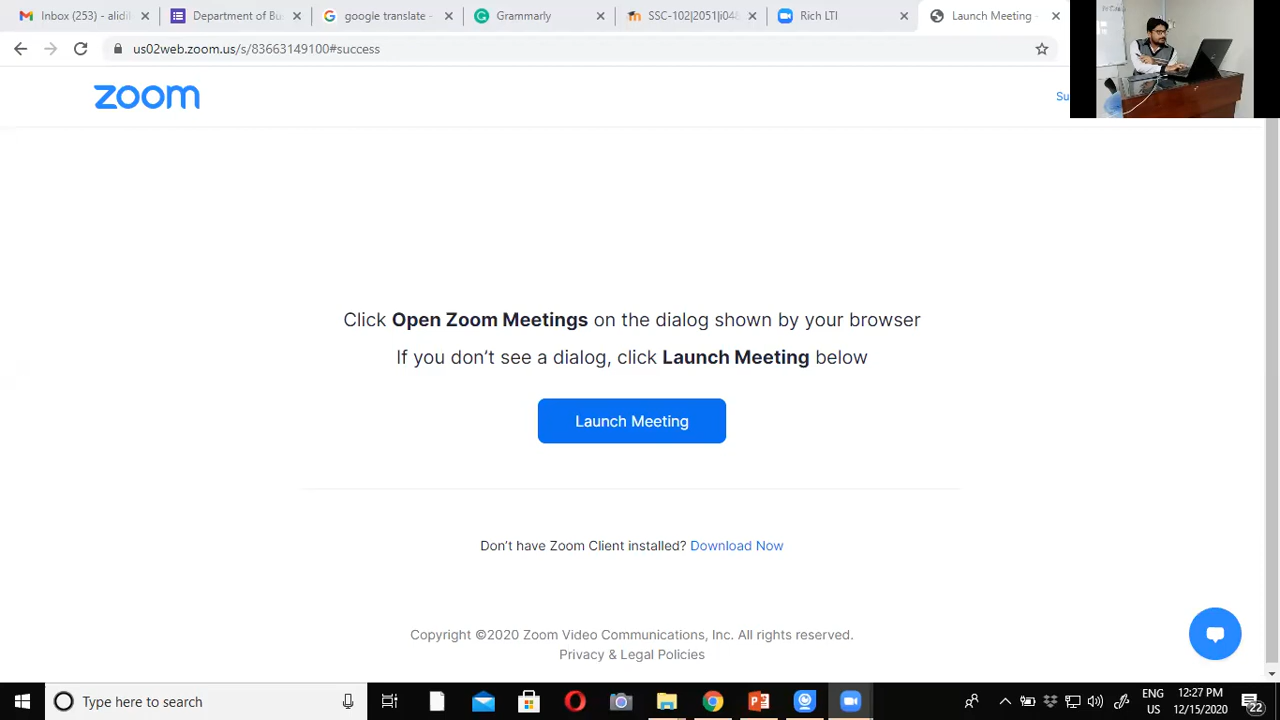 Inbox (253) - alidi
Department of Bu
google translate -
Grammarly
SSC-102|2051|j048
Rich LTI
Launch Meeting -
us02web.zoom.us/s/83663149100#success
zoom
Su
Click Open Zoom Meetings on the dialog shown by your browser
If you don't see a dialog, click Launch Meeting below
Launch Meeting
Don't have Zoom Client installed? Download Now
Copyright ©2020 Zoom Video Communications, Inc. All rights reserved.
Privacy & Legal Policies
Type here to search
ENG
US
12:27 PM
12/15/2020
22